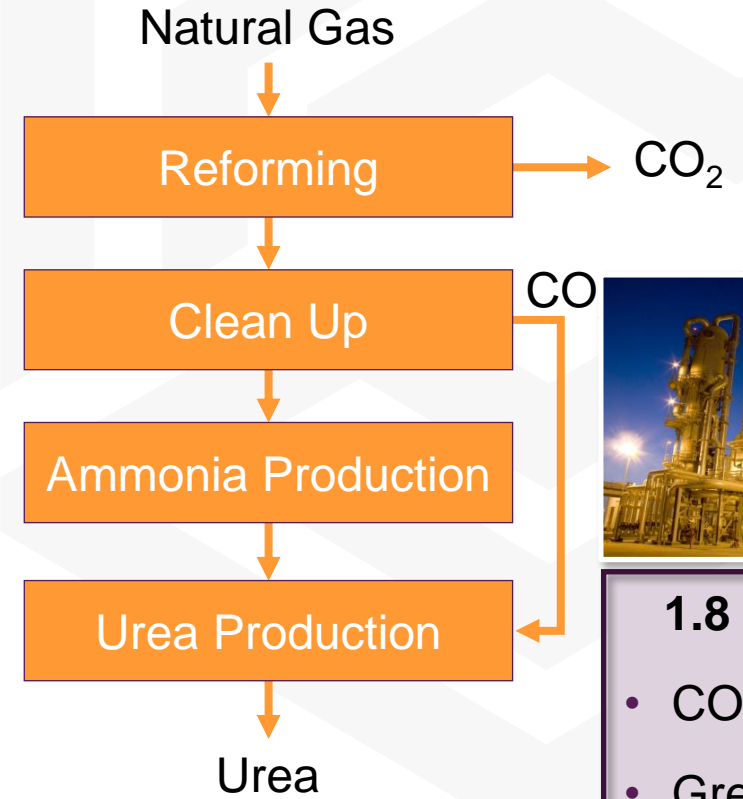 Natural Gas
Reforming
CO₂
Clean Up
CO
Ammonia Production
Urea Production
Urea
1.8
• CO
•